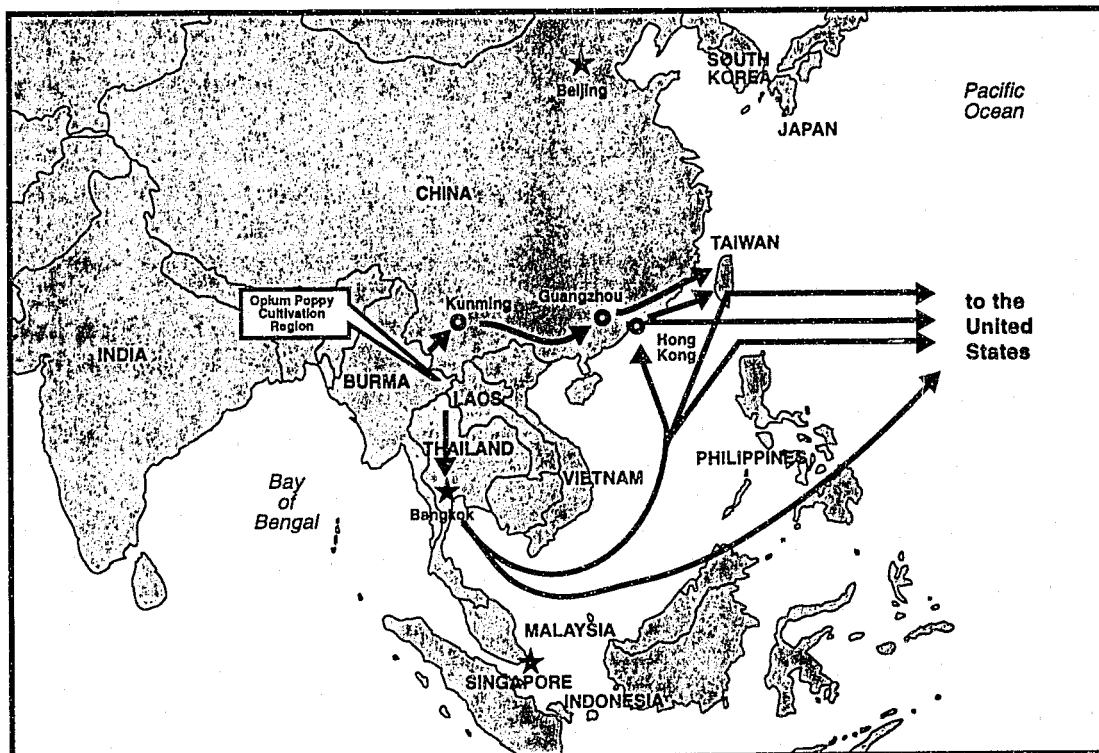 SOUTH
KOREA
Beijing
Pacific
Ocean
JAPAN
CHINA
TAIWAN
Opium Poppy
Cultivation
Region
Kunming
Guangzhou
to the
United
States
Hong
Kong
INDIA
BURMA
LAOS
THAILAND
PHILIPPINES
VIETNAM
Bay
of
Bengal
Bangkok
MALAYSIA
SINGAPORE
INDONESIA